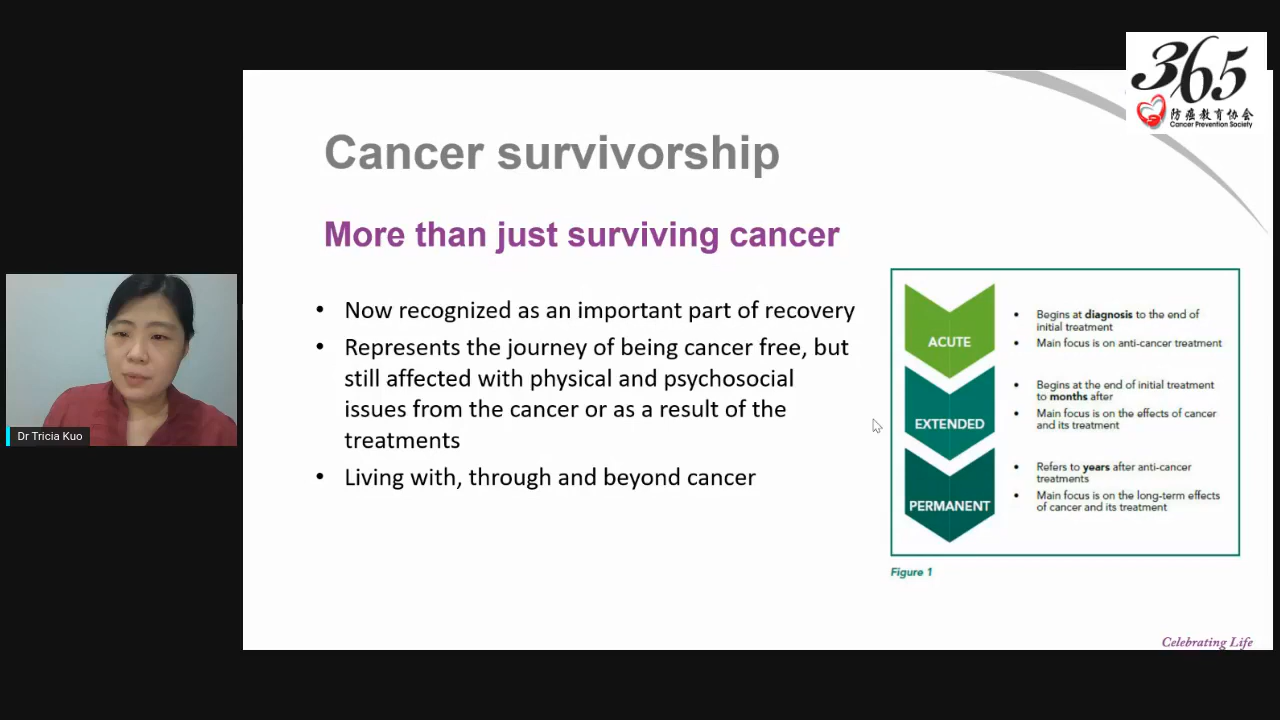 365
防癌教育协会
Cancer Prevention Society
Cancer survivorship
More than just surviving cancer
• Now recognized as an important part of recovery
• Represents the journey of being cancer free, but
still affected with physical and psychosocial
issues from the cancer or as a result of the
treatments
• Living with, through and beyond cancer
ACUTE
• Begins at diagnosis to the end of
initial treatment
• Main focus is on anti-cancer treatment
EXTENDED
• Begins at the end of initial treatment
to months after
• Main focus is on the effects of cancer
and its treatment
PERMANENT
• Refers to years after anti-cancer
treatments
• Main focus is on the long-term effects
of cancer and its treatment
Figure 1
Celebrating Life
Dr Tricia Kuo